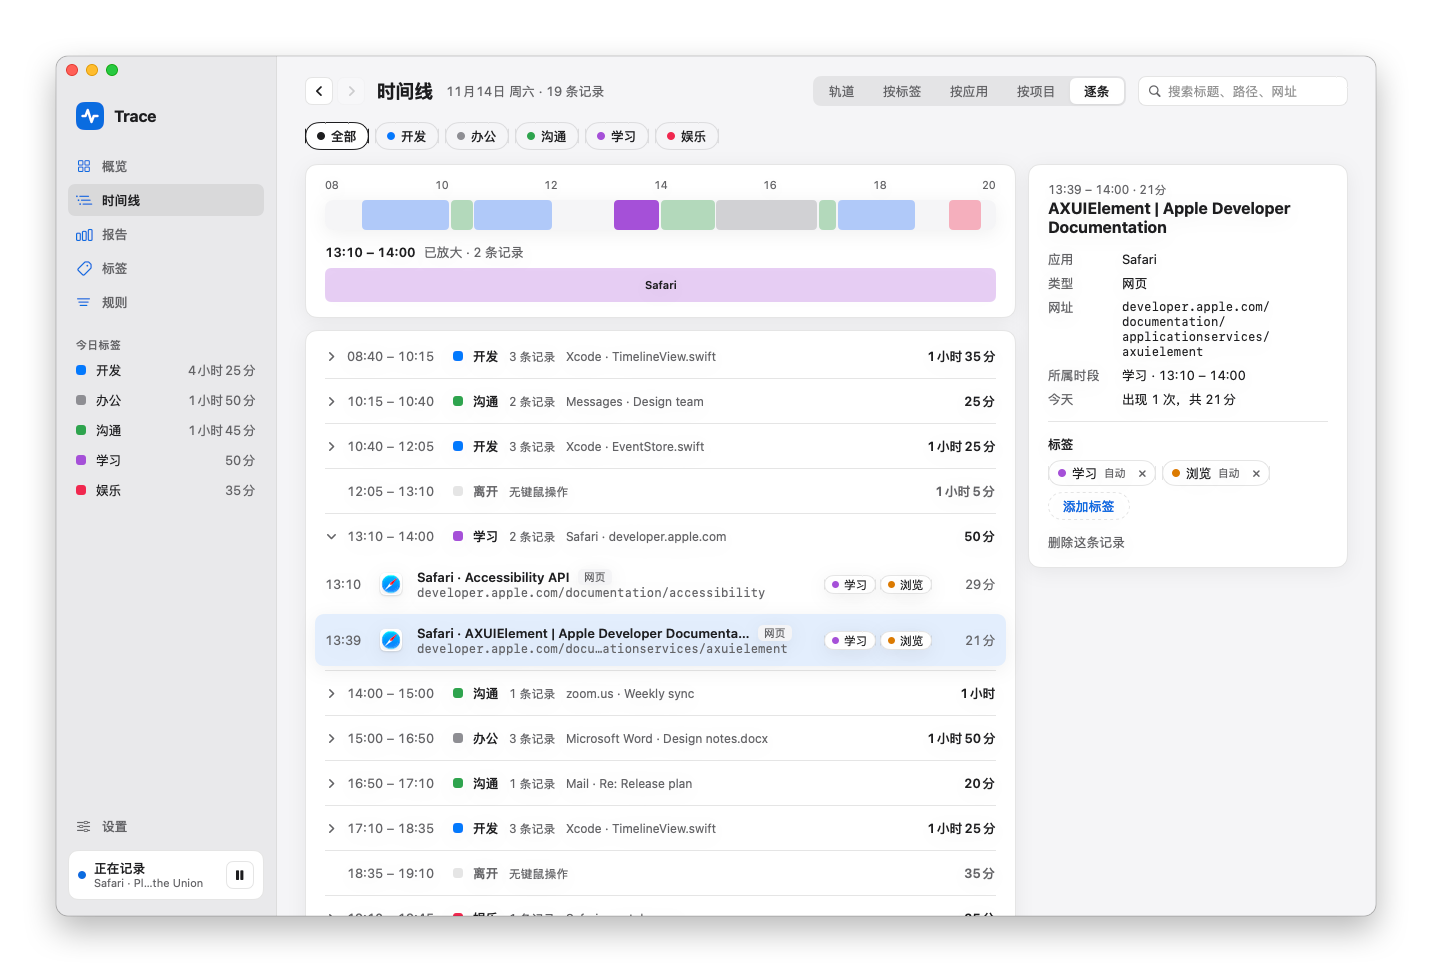 Trace
概览
时间线
报告
标签
规则
今日标签
开发 4小时25分
办公 1小时50分
沟通 1小时45分
学习 50分
娱乐 35分
设置
正在记录
Safari · Pl...the Union
时间线 11月14日 周六 · 19 条记录
轨道 按标签 按应用 按项目 逐条
搜索标题、路径、网址
全部 开发 办公 沟通 学习 娱乐
08 10 12 14 16 18 20
13:10 – 14:00 已放大 · 2 条记录
Safari
08:40 – 10:15 开发 3 条记录 Xcode · TimelineView.swift 1小时35分
10:15 – 10:40 沟通 2 条记录 Messages · Design team 25分
10:40 – 12:05 开发 3 条记录 Xcode · EventStore.swift 1小时25分
12:05 – 13:10 离开 无键鼠操作 1小时5分
13:10 – 14:00 学习 2 条记录 Safari · developer.apple.com 50分
13:10 Safari · Accessibility API 网页 学习 浏览 29分
developer.apple.com/documentation/accessibility
13:39 Safari · AXUIElement | Apple Developer Documenta... 网页 学习 浏览 21分
developer.apple.com/docu…ationservices/axuielement
14:00 – 15:00 沟通 1 条记录 zoom.us · Weekly sync 1小时
15:00 – 16:50 办公 3 条记录 Microsoft Word · Design notes.docx 1小时50分
16:50 – 17:10 沟通 1 条记录 Mail · Re: Release plan 20分
17:10 – 18:35 开发 3 条记录 Xcode · TimelineView.swift 1小时25分
18:35 – 19:10 离开 无键鼠操作 35分
13:39 – 14:00 · 21分
AXUIElement | Apple Developer
Documentation
应用 Safari
类型 网页
网址 developer.apple.com/
documentation/
applicationservices/
axuielement
所属时段 学习 · 13:10 – 14:00
今天 出现 1 次，共 21分
标签
学习 自动 × 浏览 自动 ×
添加标签
删除这条记录